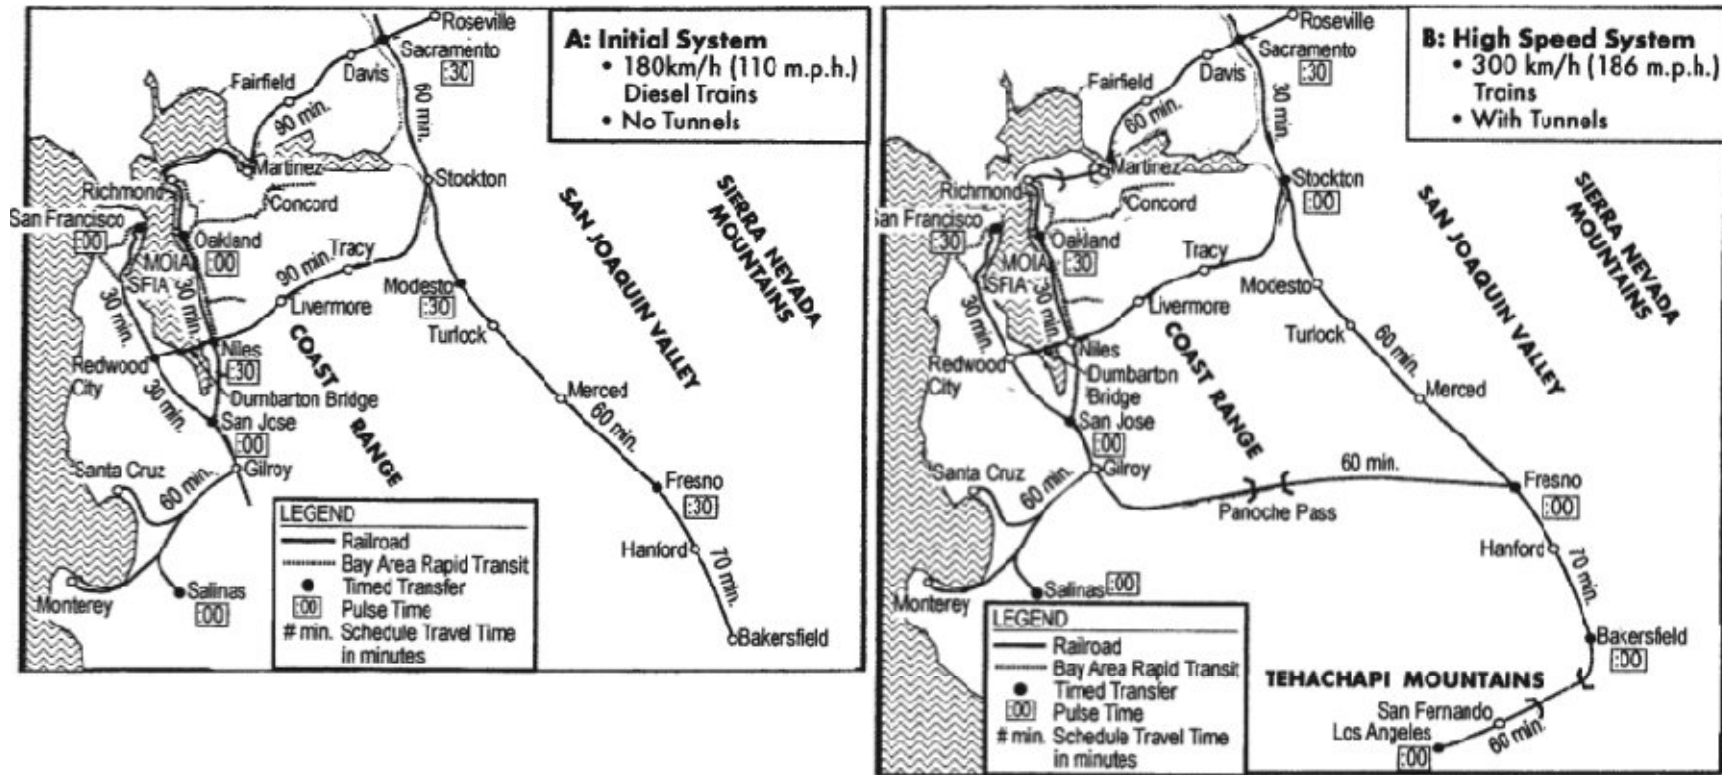 A: Initial System
• 180km/h (110 m.p.h.)
Diesel Trains
• No Tunnels
Roseville
Sacramento
:30
Davis
Fairfield
90 min.
60 min.
Martinez
Stockton
Richmond
Concord
San Francisco
:00
Oakland
:00
MOIA
SFIA
30 min.
30 min.
90 min.
Tracy
Livermore
Modesto
:30
Turlock
SAN JOAQUIN VALLEY
SIERRA NEVADA
MOUNTAINS
Redwood
City
Niles
:30
Dumbarton Bridge
COAST
RANGE
30 min.
San Jose
:00
Merced
60 min.
Santa Cruz
Gilroy
60 min.
Fresno
:30
Hanford
70 min.
Monterey
Salinas
:00
Bakersfield
LEGEND
Railroad
Bay Area Rapid Transit
Timed Transfer
:00 Pulse Time
# min. Schedule Travel Time
in minutes
B: High Speed System
• 300 km/h (186 m.p.h.)
Trains
• With Tunnels
Roseville
Sacramento
:30
Davis
Fairfield
60 min.
30 min.
Martinez
Stockton
:00
Richmond
Concord
San Francisco
:30
Oakland
:30
MOIA
SFIA
30 min.
30 min.
Tracy
Livermore
Modesto
Turlock
60 min.
SAN JOAQUIN VALLEY
SIERRA NEVADA
MOUNTAINS
Redwood
City
Niles
Dumbarton
Bridge
COAST RANGE
San Jose
:00
Merced
Santa Cruz
Gilroy
60 min.
60 min.
Panoche Pass
Fresno
:00
Hanford
70 min.
Monterey
Salinas
:00
Bakersfield
:00
TEHACHAPI MOUNTAINS
San Fernando
Los Angeles
:00
60 min.
LEGEND
Railroad
Bay Area Rapid Transit
Timed Transfer
:00 Pulse Time
# min. Schedule Travel Time
in minutes